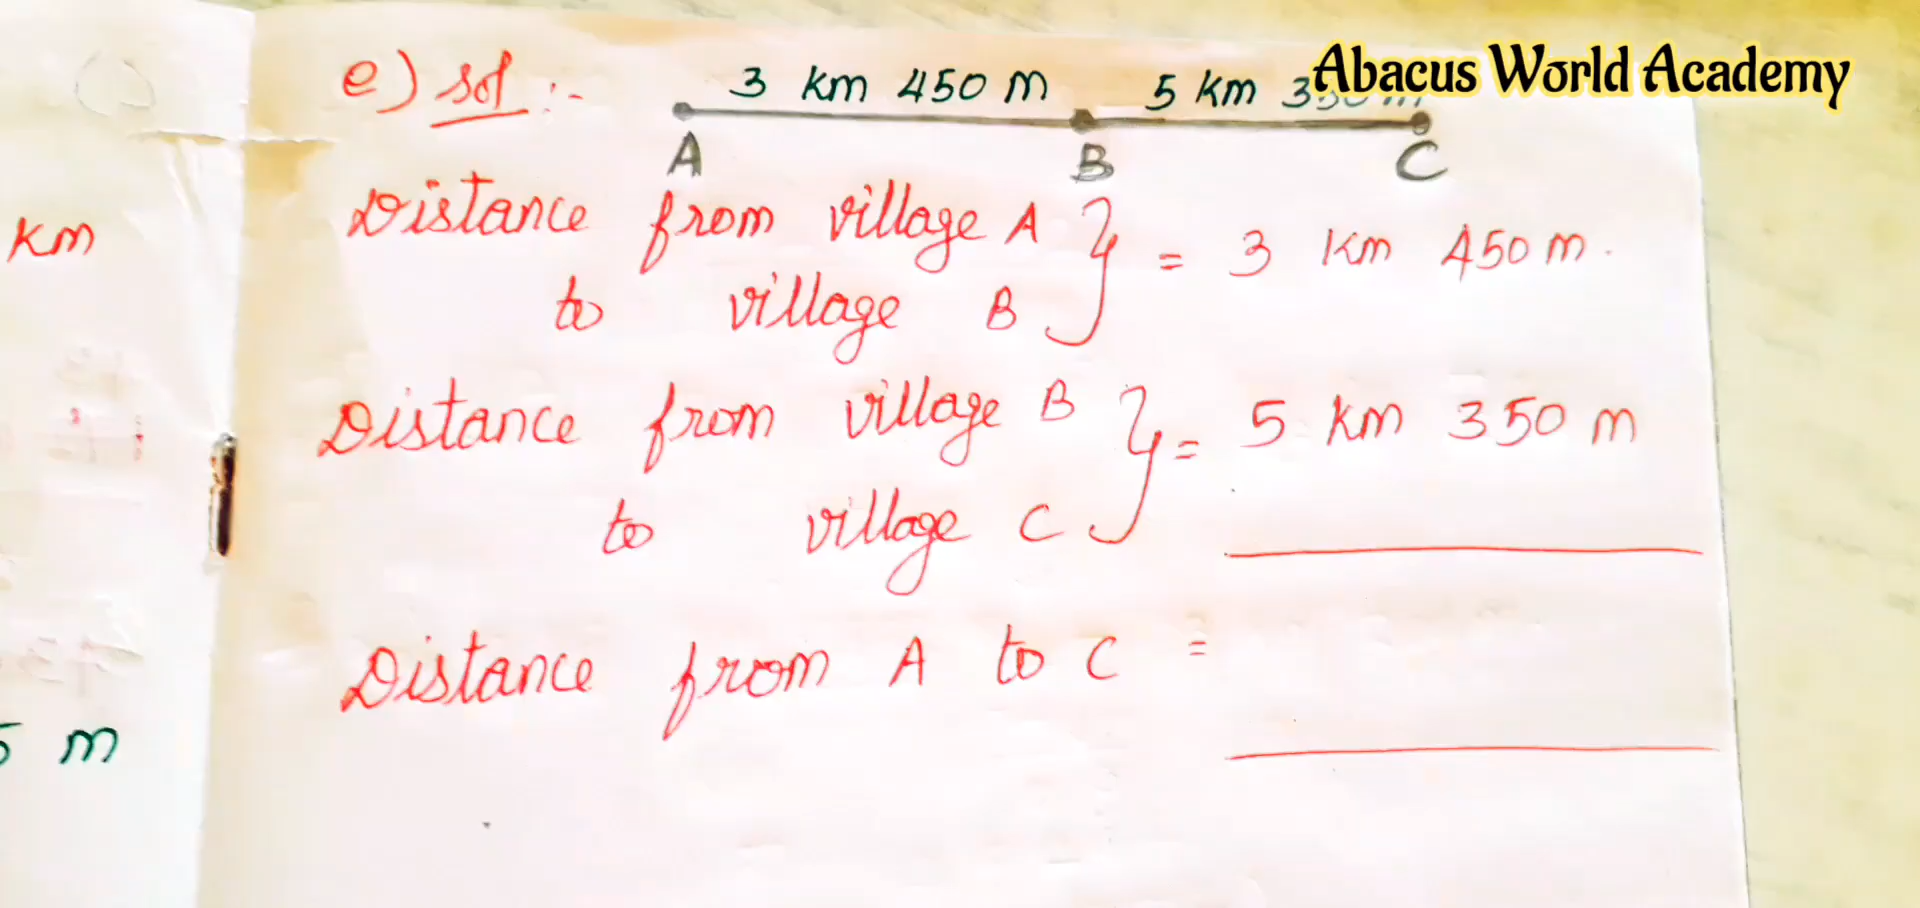 Abacus World Academy
e) sol :-
3 km 450 m 5 km
A B C
Distance from village A } = 3 km 450 m.
to village B
Distance from village B } = 5 km 350 m
to village C
Distance from A to C =
km
m